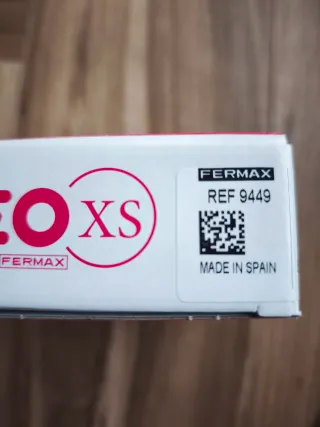 EO XS
FERMAX
FERMAX
REF 9449
MADE IN SPAIN